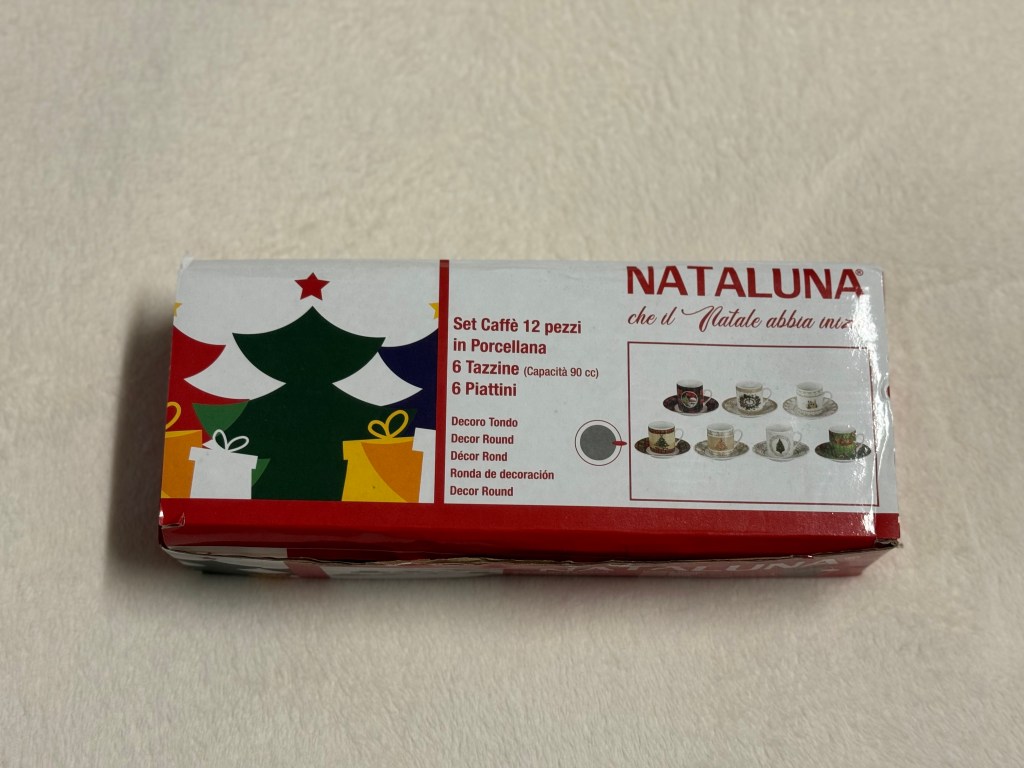 NATALUNA®
che il Natale abbia iniz
Set Caffè 12 pezzi
in Porcellana
6 Tazzine (Capacità 90 cc)
6 Piattini
Decoro Tondo
Decor Round
Décor Rond
Ronda de decoración
Decor Round
NATALUNA